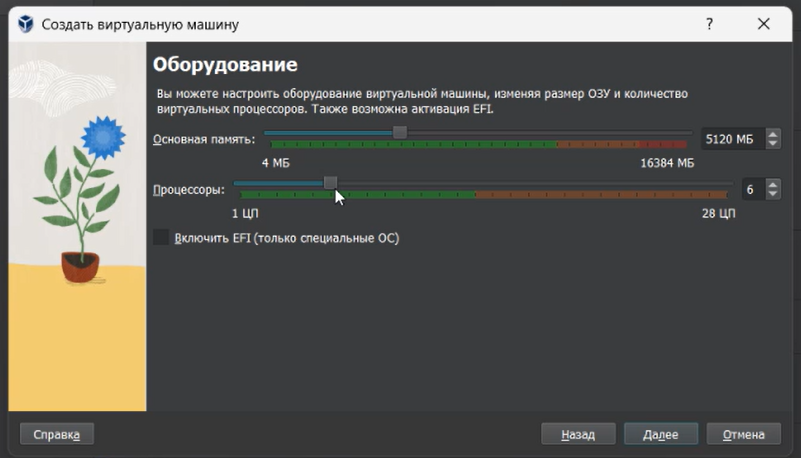 Создать виртуальную машину
?
Оборудование
Вы можете настроить оборудование виртуальной машины, изменяя размер ОЗУ и количество
виртуальных процессоров. Также возможна активация EFI.
Основная память: 5120 МБ
4 МБ 16384 МБ
Процессоры: 6
1 ЦП 28 ЦП
Включить EFI (только специальные ОС)
Справка Назад Далее Отмена